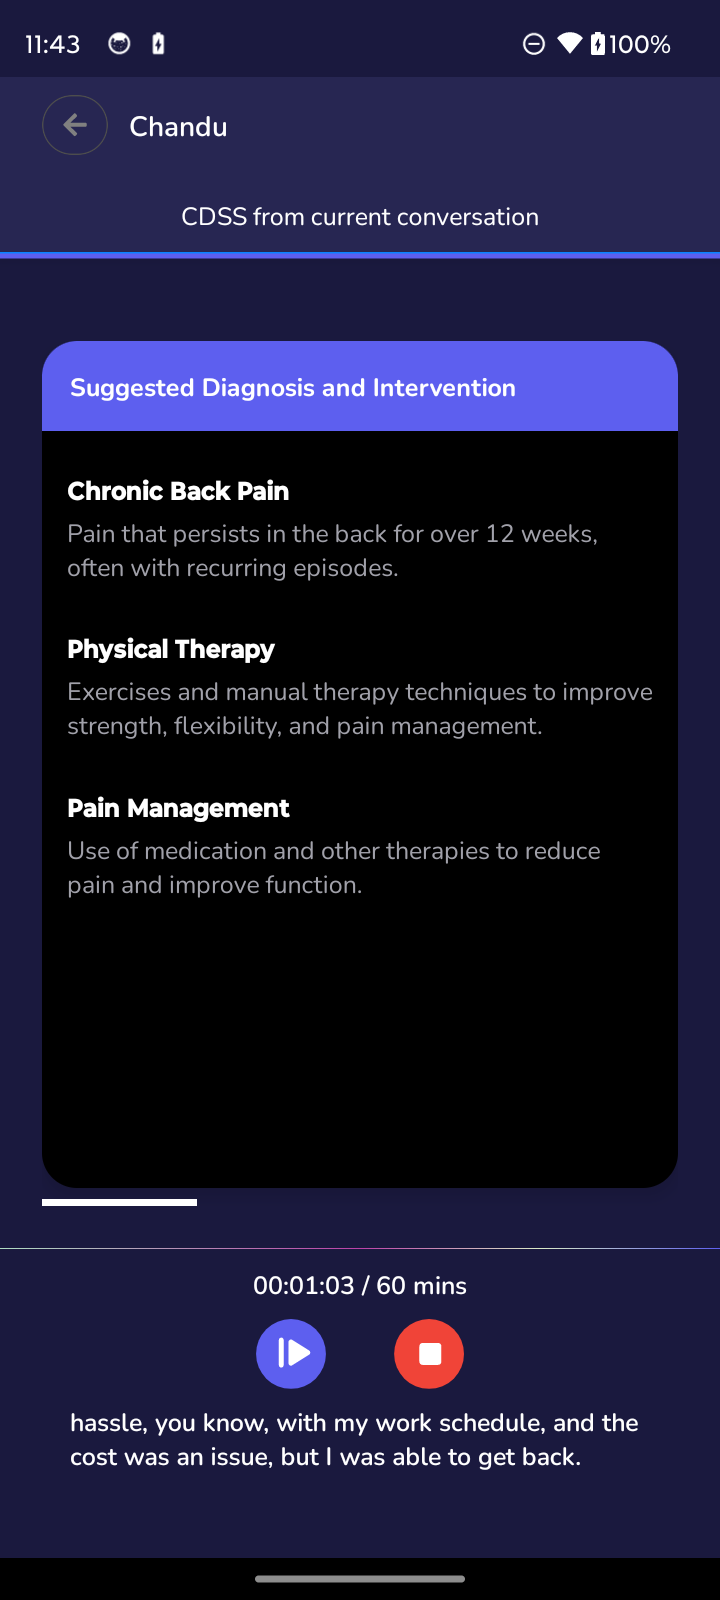 11:43
100%
Chandu
CDSS from current conversation
Suggested Diagnosis and Intervention
Chronic Back Pain
Pain that persists in the back for over 12 weeks,
often with recurring episodes.
Physical Therapy
Exercises and manual therapy techniques to improve
strength, flexibility, and pain management.
Pain Management
Use of medication and other therapies to reduce
pain and improve function.
00:01:03 / 60 mins
hassle, you know, with my work schedule, and the
cost was an issue, but I was able to get back.